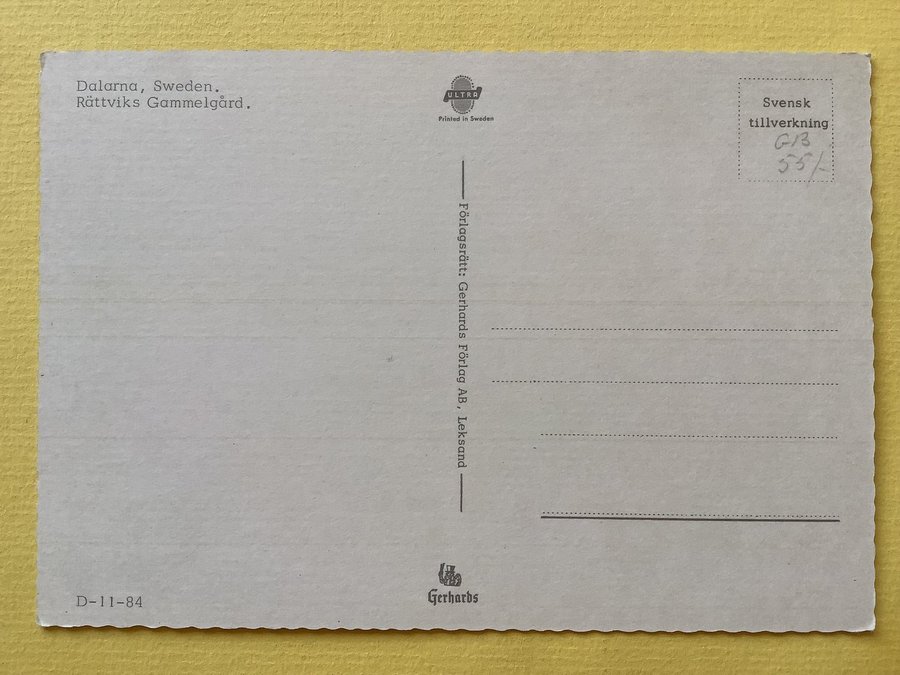 Dalarna, Sweden.
Rättviks Gammelgård.
ULTRA
Printed in Sweden
Svensk
tillverkning
GB
55/-
Förlagsrätt: Gerhards Förlag AB, Leksand
D-11-84
Gerhards